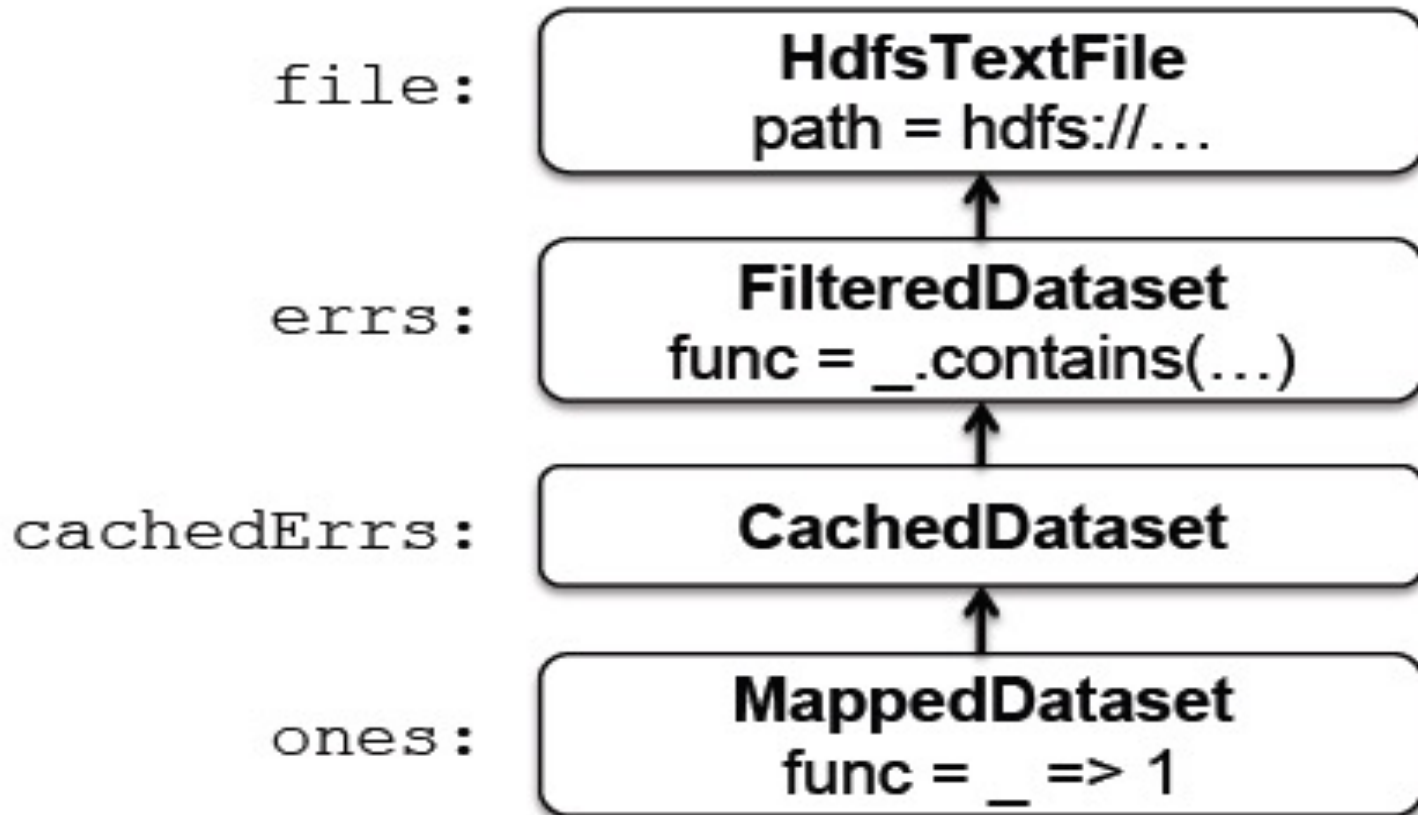 file:
HdfsTextFile
path = hdfs://…
errs:
FilteredDataset
func = _.contains(…)
cachedErrs:
CachedDataset
ones:
MappedDataset
func = _ => 1